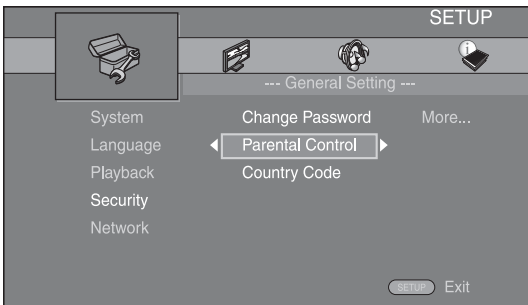 SETUP
--- General Setting ---
System Change Password More...
Language Parental Control
Playback Country Code
Security
Network
SETUP Exit